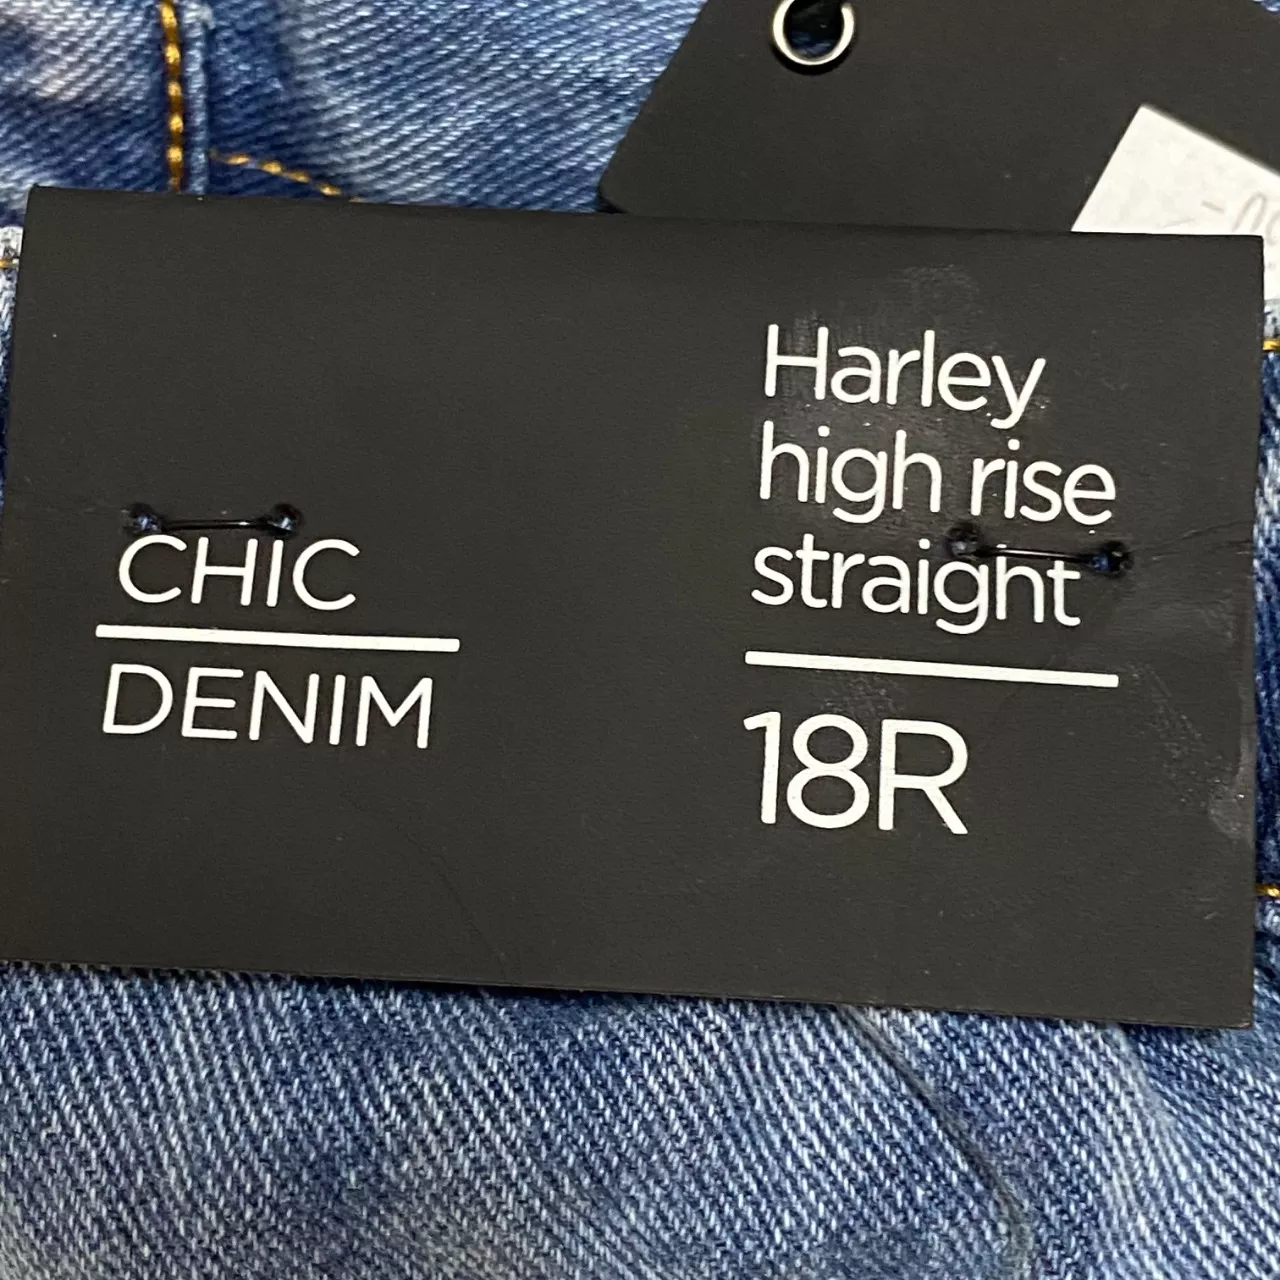 CHIC
DENIM
Harley
high rise
straight
18R